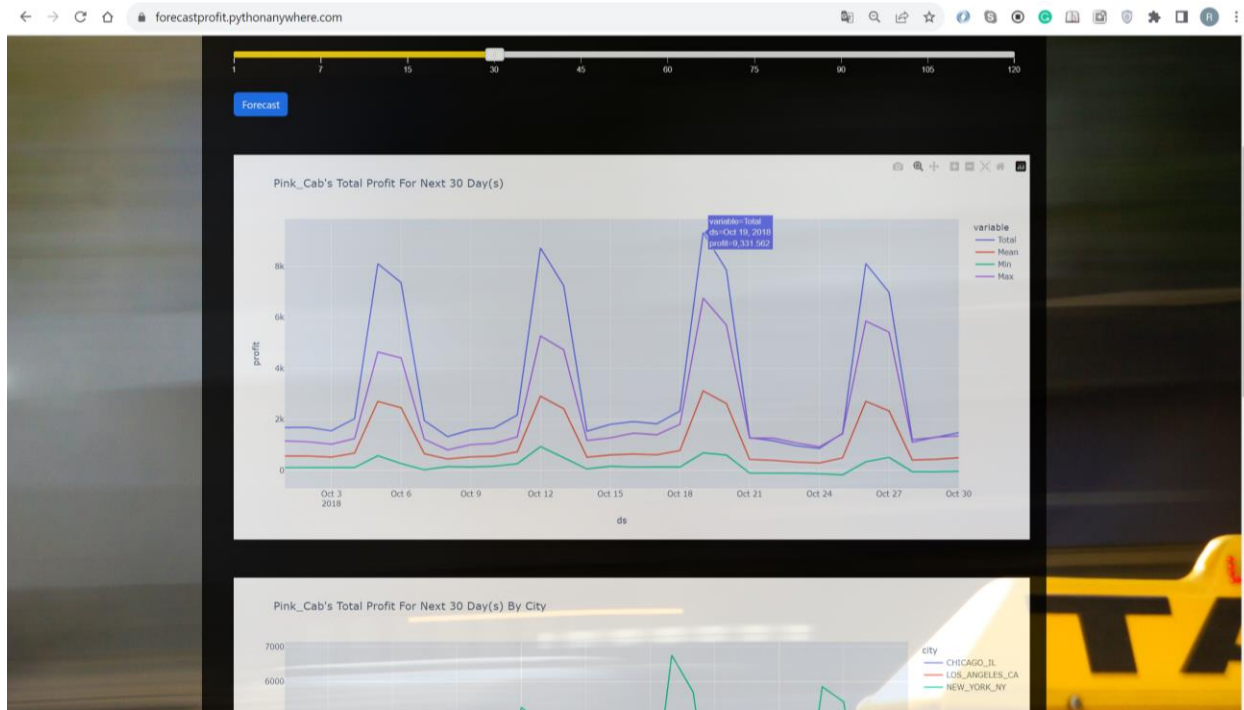 forecastprofit.pythonanywhere.com
1 7 15 30 45 60 75 90 105 120
Forecast
Pink_Cab's Total Profit For Next 30 Day(s)
variable=Total
ds=Oct 19, 2018
profit=9,331.562
variable
Total
Mean
Min
Max
8k
6k
4k
2k
0
profit
Oct 3 Oct 6 Oct 9 Oct 12 Oct 15 Oct 18 Oct 21 Oct 24 Oct 27 Oct 30
2018
ds
Pink_Cab's Total Profit For Next 30 Day(s) By City
7000
6000
city
CHICAGO_IL
LOS_ANGELES_CA
NEW_YORK_NY
TA
R